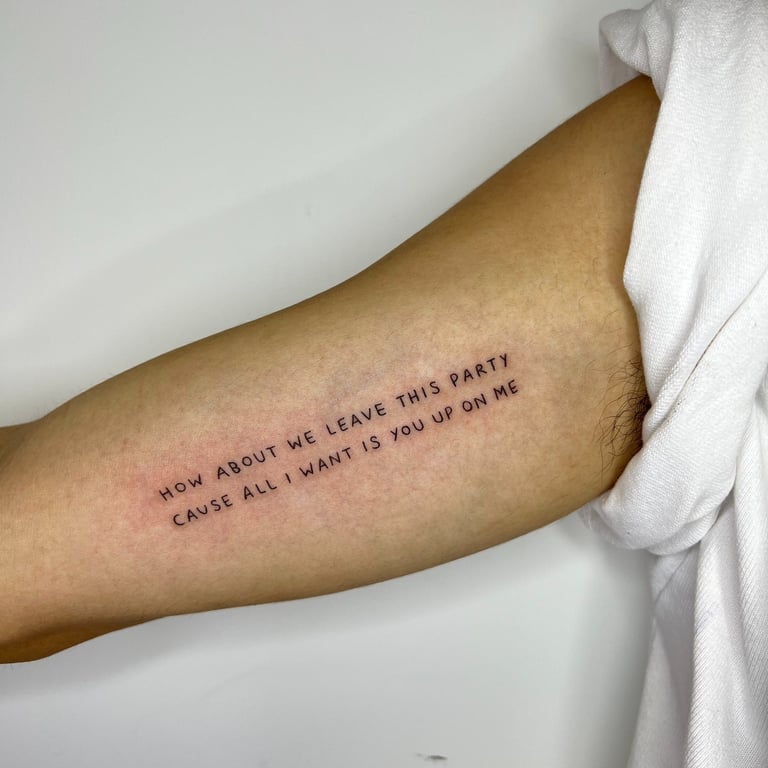 HOW ABOUT WE LEAVE THIS PARTY
CAUSE ALL I WANT IS YOU UP ON ME